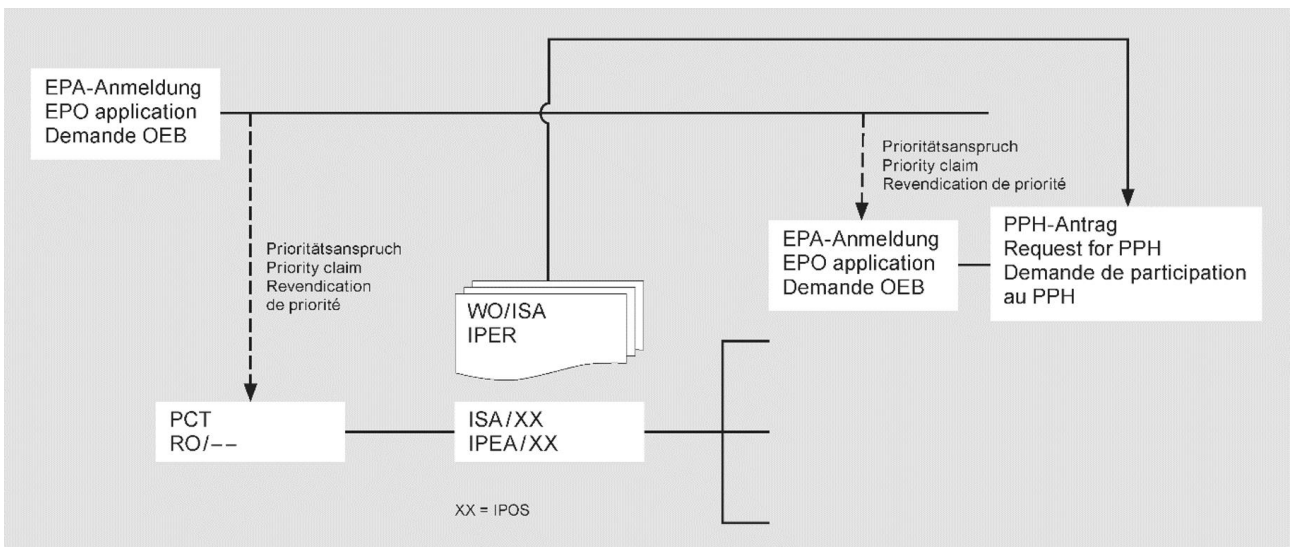 EPA-Anmeldung
EPO application
Demande OEB
Prioritätsanspruch
Priority claim
Revendication de priorité
PPH-Antrag
Request for PPH
Demande de participation
au PPH
EPA-Anmeldung
EPO application
Demande OEB
Prioritätsanspruch
Priority claim
Revendication
de priorité
WO/ISA
IPER
PCT
RO/--
ISA/XX
IPEA/XX
XX = IPOS